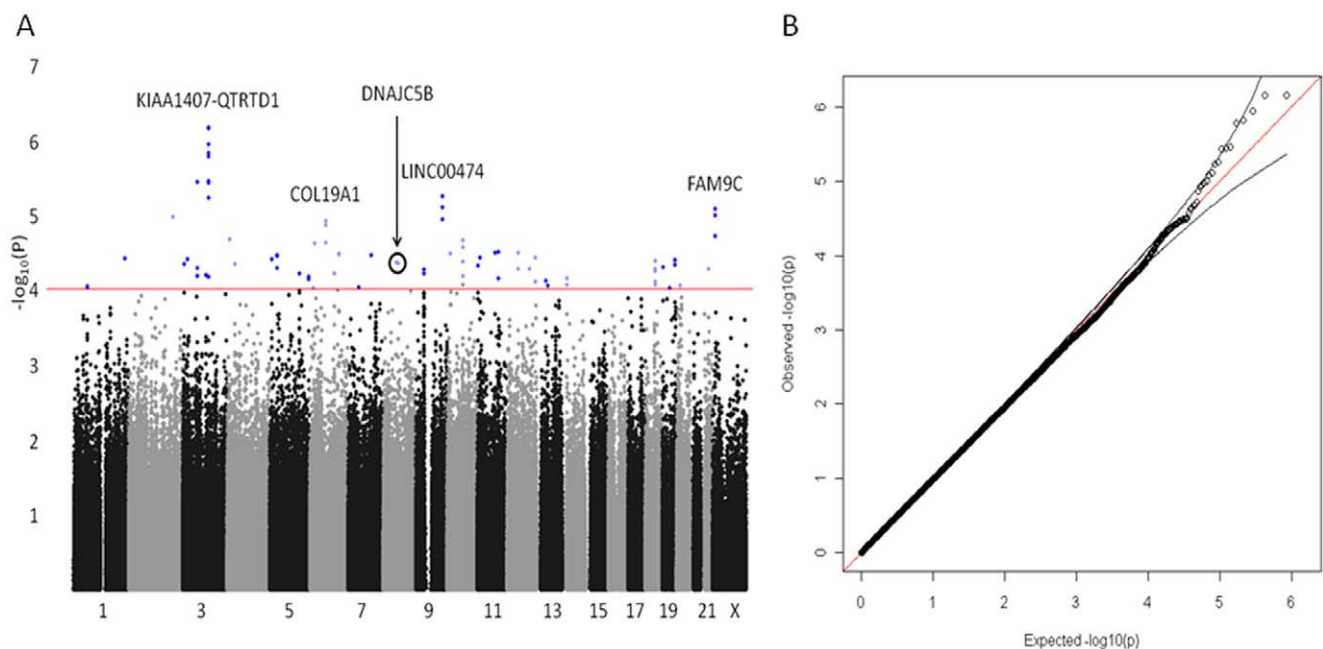 A
B
7
6
5
4
3
2
1
-log10(P)
KIAA1407-QTRTD1
DNAJC5B
COL19A1
LINC00474
FAM9C
1 3 5 7 9 11 13 15 17 19 21 X
6
5
4
3
2
1
0
Observed -log10(p)
0 1 2 3 4 5 6
Expected -log10(p)